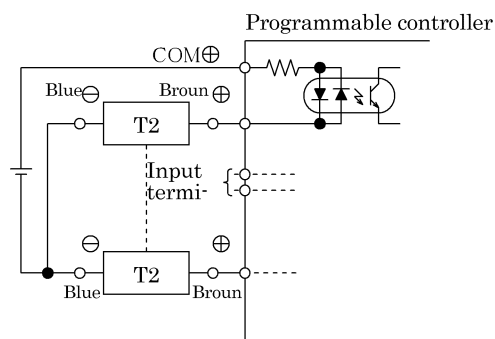 Programmable controller
COM⊕
Blue⊖ Broun⊕
T2
Input
termi-
⊖ ⊕
T2
Blue Broun